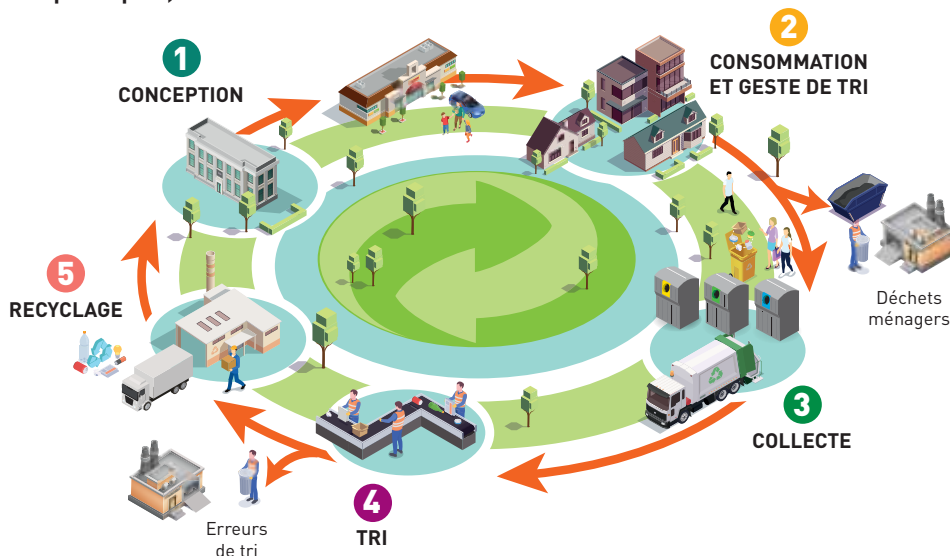 1
CONCEPTION
2
CONSOMMATION
ET GESTE DE TRI
Déchets
ménagers
3
COLLECTE
4
TRI
Erreurs
de tri
5
RECYCLAGE